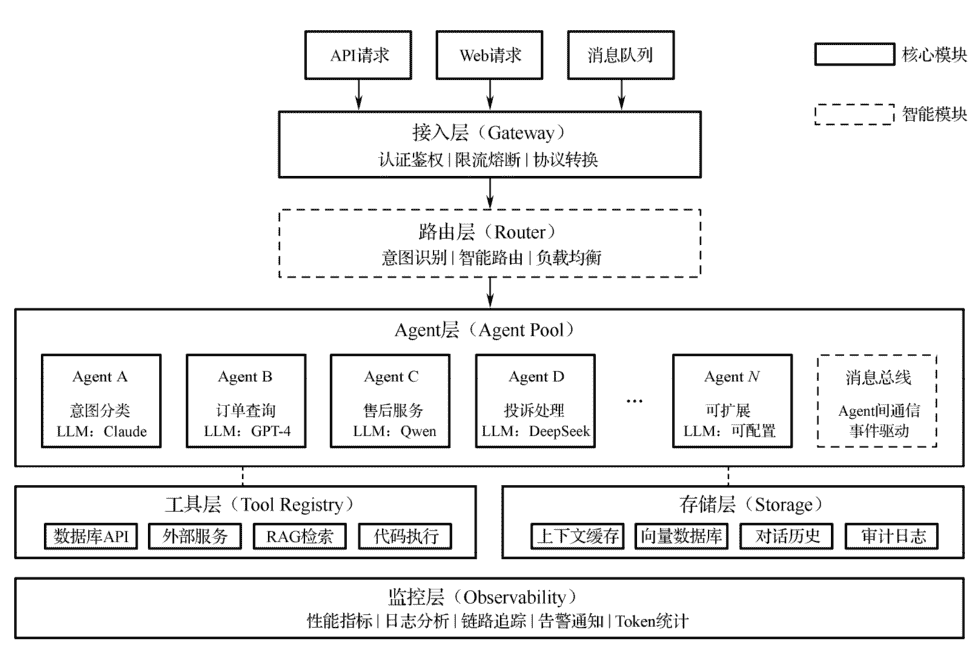 API请求
Web请求
消息队列
核心模块
智能模块
接入层（Gateway）
认证鉴权 | 限流熔断 | 协议转换
路由层（Router）
意图识别 | 智能路由 | 负载均衡
Agent层（Agent Pool）
Agent A
意图分类
LLM：Claude
Agent B
订单查询
LLM：GPT-4
Agent C
售后服务
LLM：Qwen
Agent D
投诉处理
LLM：DeepSeek
…
Agent N
可扩展
LLM：可配置
消息总线
Agent间通信
事件驱动
工具层（Tool Registry）
数据库API
外部服务
RAG检索
代码执行
存储层（Storage）
上下文缓存
向量数据库
对话历史
审计日志
监控层（Observability）
性能指标 | 日志分析 | 链路追踪 | 告警通知 | Token统计